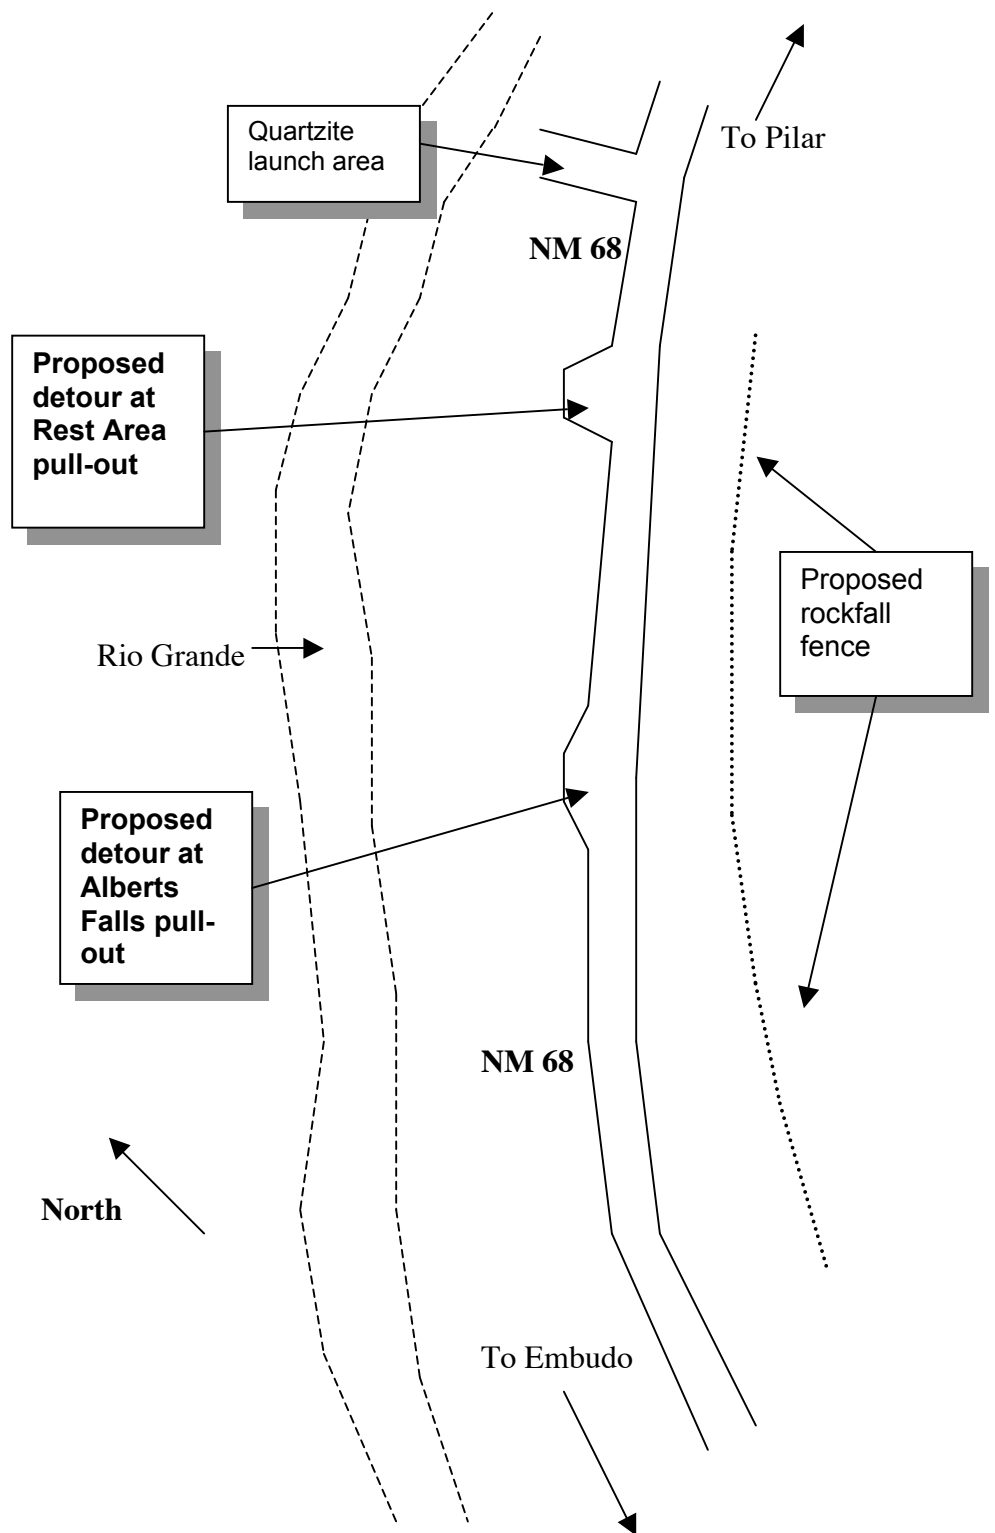 To Pilar
Quartzite
launch area
NM 68
Proposed
detour at
Rest Area
pull-out
Proposed
rockfall
fence
Rio Grande
Proposed
detour at
Alberts
Falls pull-
out
NM 68
North
To Embudo